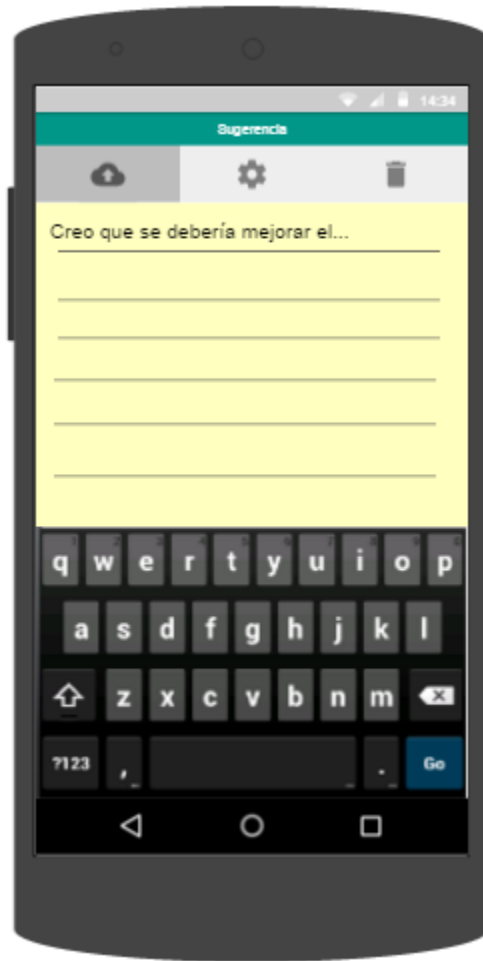 14:34
Sugerencia
Creo que se debería mejorar el...
q w e r t y u i o p
a s d f g h j k l
z x c v b n m
?123 , . Go